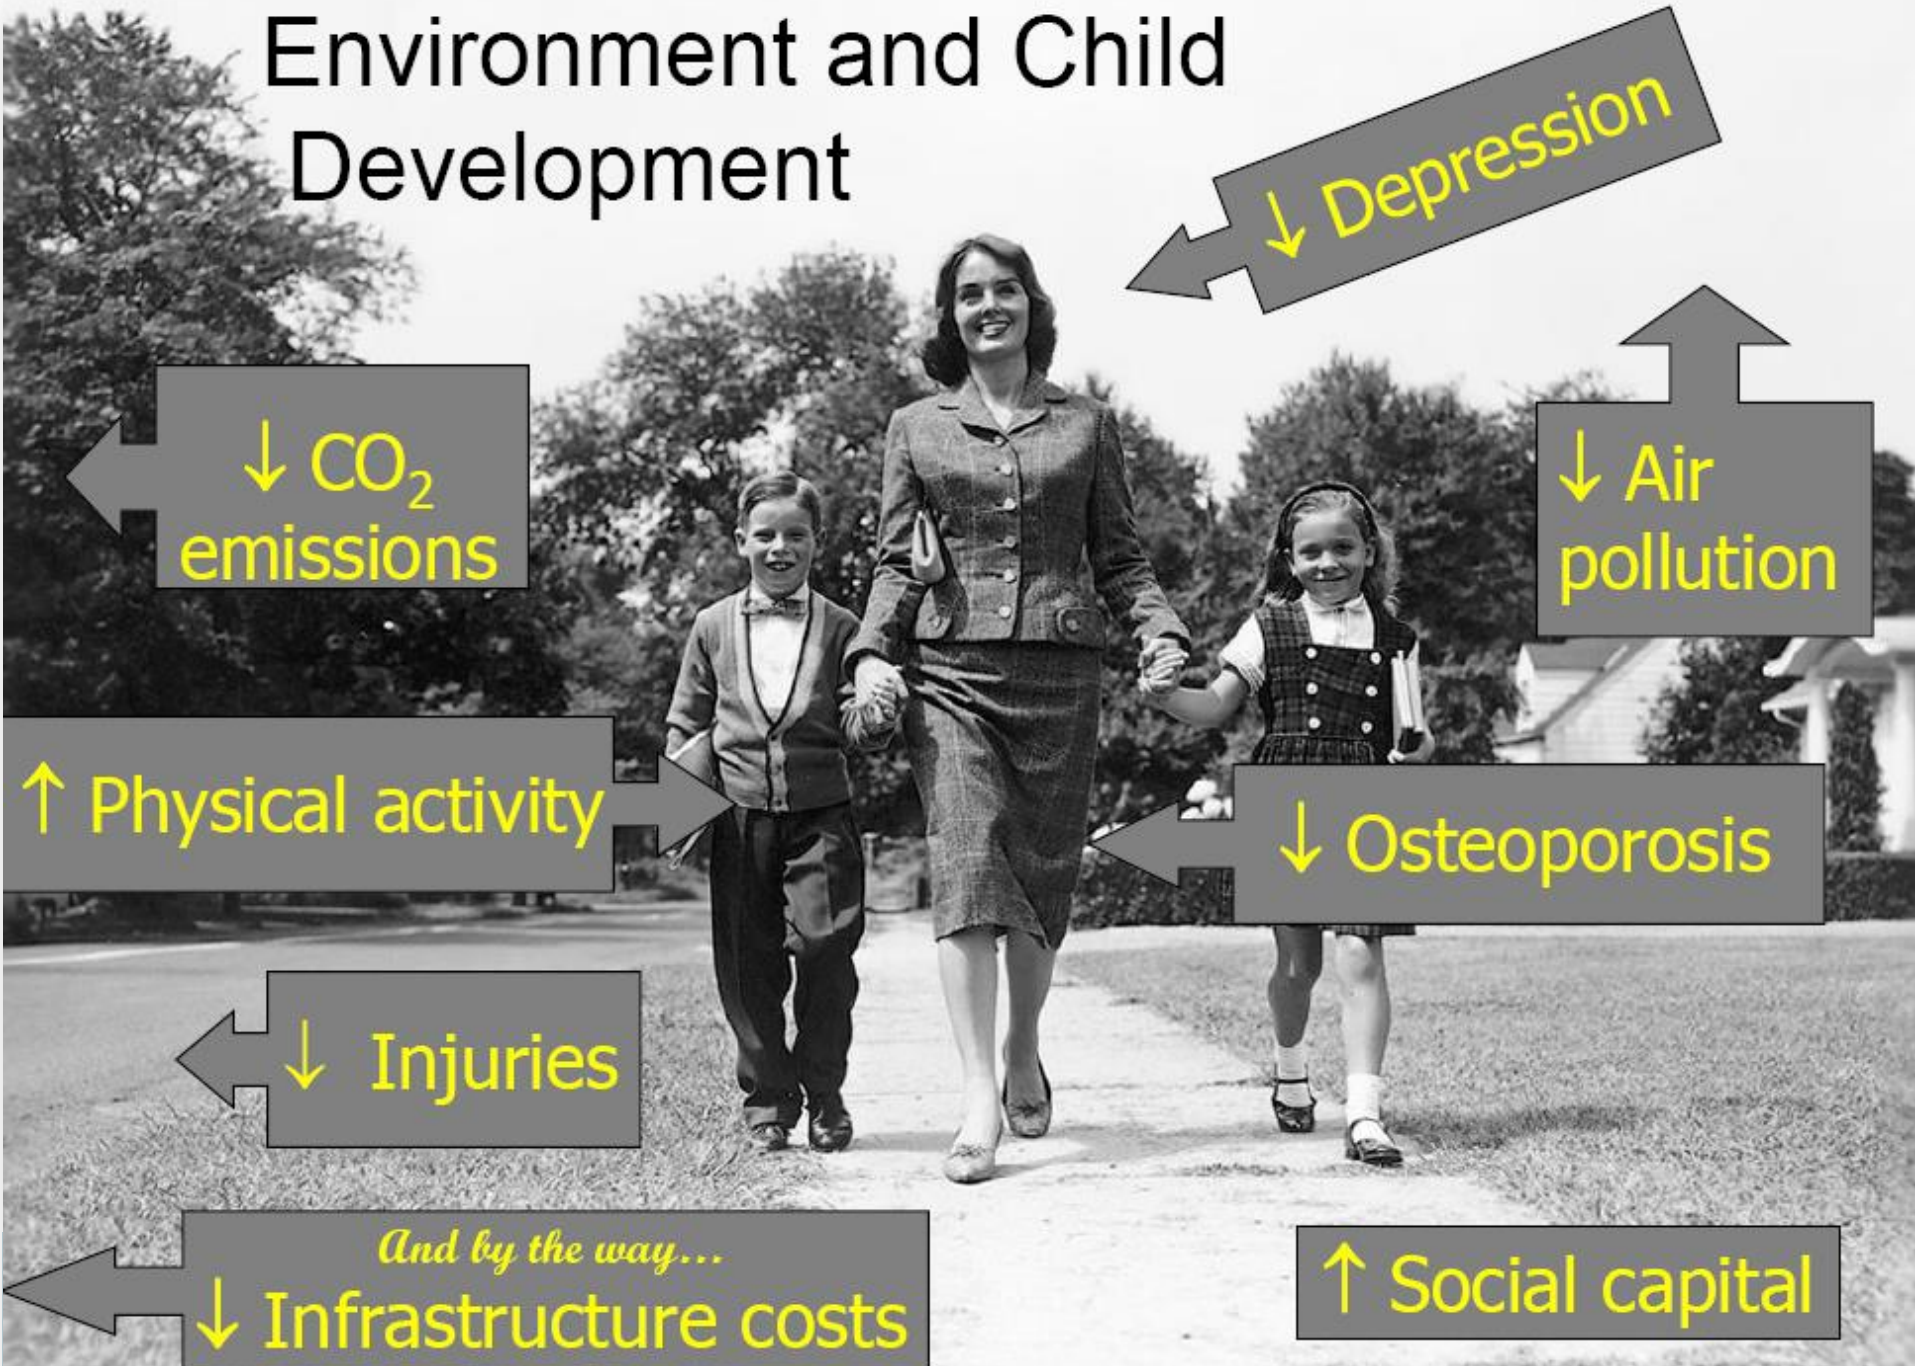 Environment and Child
Development
↓ Depression
↓ CO₂
emissions
↓ Air
pollution
↑ Physical activity
↓ Osteoporosis
↓ Injuries
And by the way...
↓ Infrastructure costs
↑ Social capital